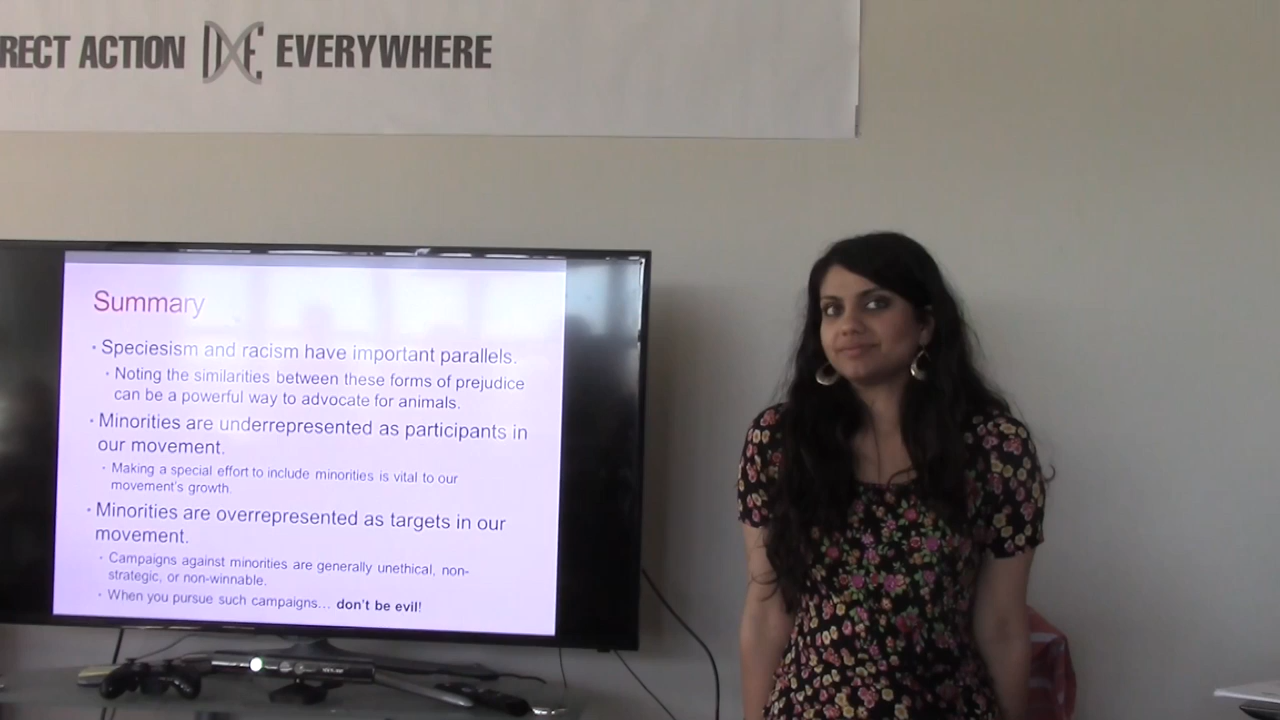 RECT ACTION DXE EVERYWHERE
Summary
• Speciesism and racism have important parallels.
• Noting the similarities between these forms of prejudice
can be a powerful way to advocate for animals.
• Minorities are underrepresented as participants in
our movement.
• Making a special effort to include minorities is vital to our
movement's growth.
• Minorities are overrepresented as targets in our
movement.
• Campaigns against minorities are generally unethical, non-
strategic, or non-winnable.
• When you pursue such campaigns... don't be evil!